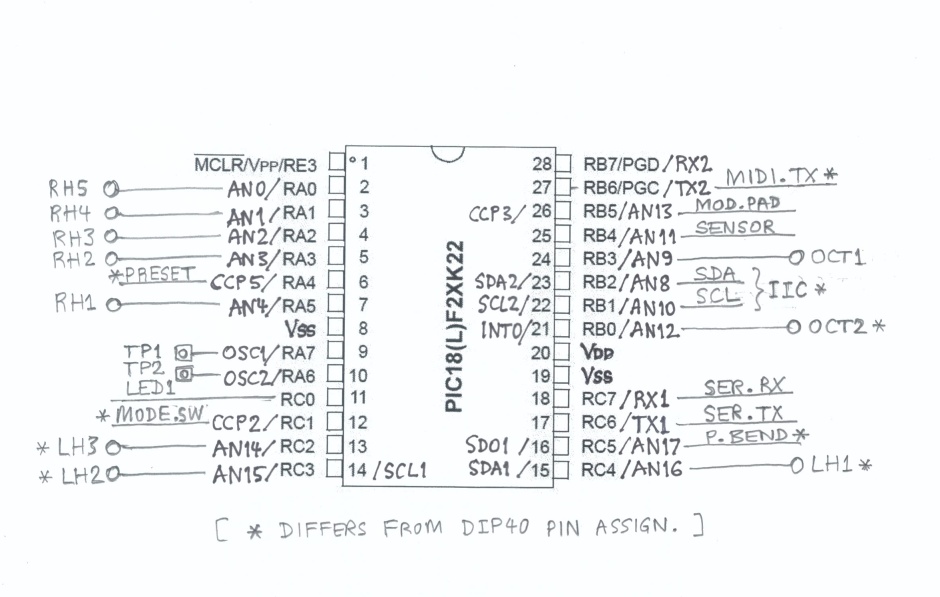 MCLR/VPP/RE3 1 28 RB7/PGD/RX2
RH5 AN0/RA0 2 27 RB6/PGC/TX2 MIDI.TX *
RH4 AN1/RA1 3 CCP3/26 RB5/AN13 MOD.PAD
RH3 AN2/RA2 4 25 RB4/AN11 SENSOR
RH2 AN3/RA3 5 24 RB3/AN9 OCT1
*PRESET CCP5/RA4 6 SDA2/23 RB2/AN8 SDA
RH1 AN4/RA5 7 SCL2/22 RB1/AN10 SCL
IIC *
Vss 8 INT0/21 RB0/AN12 OCT2 *
TP1 OSC1/RA7 9 20 VDD
TP2 OSC2/RA6 10 19 Vss
LED1 RC0 11 18 RC7/RX1 SER.RX
* MODE.SW CCP2/RC1 12 17 RC6/TX1 SER.TX
* LH3 AN14/RC2 13 SDO1/16 RC5/AN17 P.BEND *
* LH2 AN15/RC3 14/SCL1 SDA1/15 RC4/AN16 LH1 *
PIC18(L)F2XK22
[ * DIFFERS FROM DIP40 PIN ASSIGN. ]